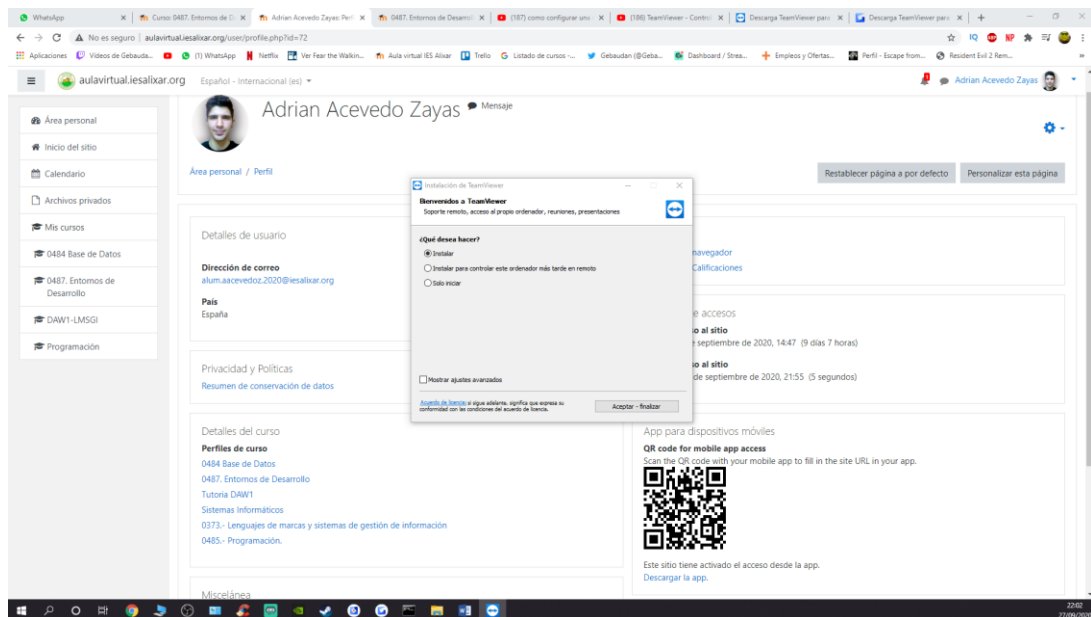 WhatsApp
Curso: 0487. Entornos de D
Adrian Acevedo Zayas: Perf
0487. Entornos de Desarroll
(187) como configurar una
(186) TeamViewer - Control
Descarga TeamViewer para
Descarga TeamViewer para
No es seguro | aulavirtual.iesalixar.org/user/profile.php?id=72
Aplicaciones
Vídeos de Gebauda...
(1) WhatsApp
Netflix
Ver Fear the Walkin...
Aula virtual IES Alixar
Trello
Listado de cursos -...
Gebaudan (@Geba...
Dashboard / Strea...
Empleos y Ofertas...
Perfil - Escape from...
Resident Evil 2 Rem...
aulavirtual.iesalixar.org
Español - Internacional (es)
Adrian Acevedo Zayas
Área personal
Inicio del sitio
Calendario
Archivos privados
Mis cursos
0484 Base de Datos
0487. Entornos de
Desarrollo
DAW1-LMSGI
Programación
Adrian Acevedo Zayas Mensaje
Área personal / Perfil
Restablecer página a por defecto
Personalizar esta página
Detalles de usuario
Dirección de correo
alum.aacevedoz.2020@iesalixar.org
País
España
Privacidad y Políticas
Resumen de conservación de datos
Detalles del curso
Perfiles de curso
0484 Base de Datos
0487. Entornos de Desarrollo
Tutoria DAW1
Sistemas Informáticos
0373.- Lenguajes de marcas y sistemas de gestión de información
0485.- Programación.
Miscelánea
Instalación de TeamViewer
Bienvenidos a TeamViewer
Soporte remoto, acceso al propio ordenador, reuniones, presentaciones
¿Qué desea hacer?
Instalar
Instalar para controlar este ordenador más tarde en remoto
Solo iniciar
Mostrar ajustes avanzados
Acuerdo de licencia: si sigue adelante, significa que expresa su
conformidad con las condiciones del acuerdo de licencia.
Aceptar - finalizar
navegador
Calificaciones
e accesos
o al sitio
septiembre de 2020, 14:47 (9 días 7 horas)
o al sitio
de septiembre de 2020, 21:55 (5 segundos)
App para dispositivos móviles
QR code for mobile app access
Scan the QR code with your mobile app to fill in the site URL in your app.
Este sitio tiene activado el acceso desde la app.
Descargar la app.
22:02
27/09/2020